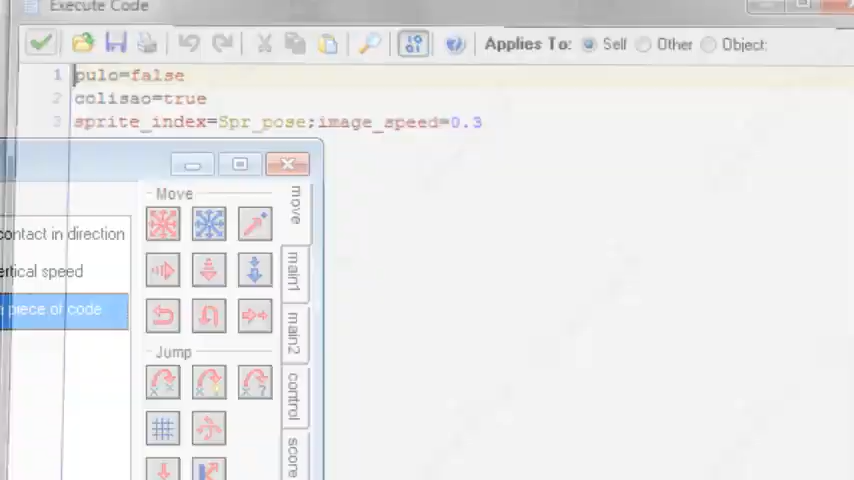 Execute Code
Applies To: Self Other Object:
1 pulo=false
2 colisao=true
3 sprite_index=Spr_pose;image_speed=0.3
Move
move
contact in direction
ertical speed
piece of code
main1
main2
Jump
control
score